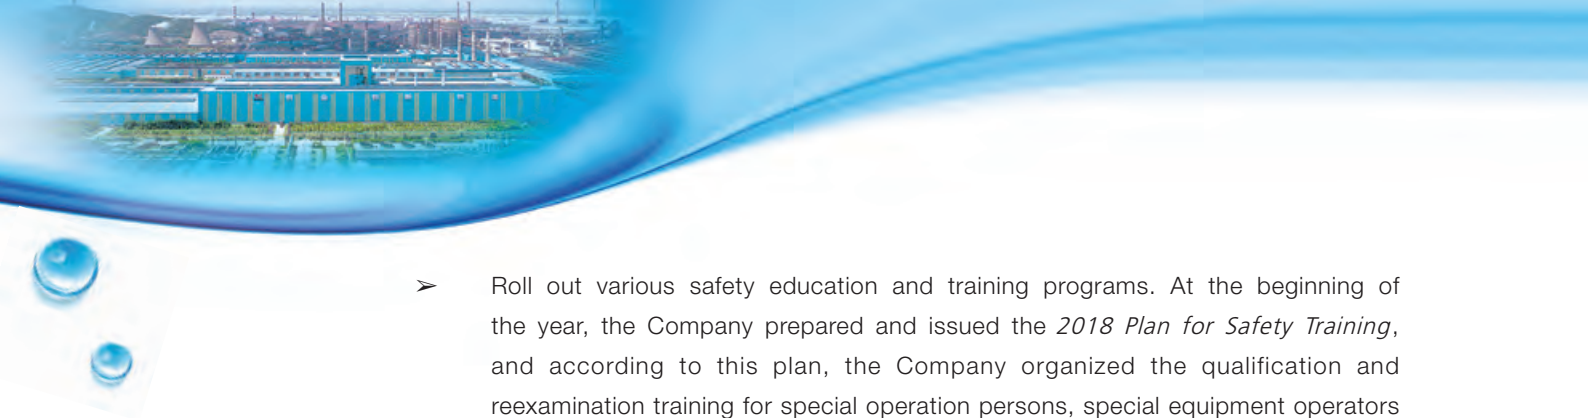 ➢ Roll out various safety education and training programs. At the beginning of
the year, the Company prepared and issued the 2018 Plan for Safety Training,
and according to this plan, the Company organized the qualification and
reexamination training for special operation persons, special equipment operators